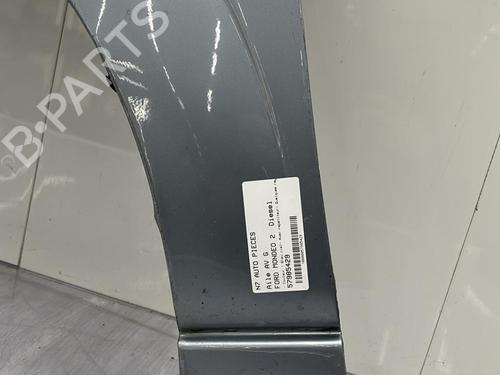 B-PARTS
N7 AUTO PIECES
Aile AV G
FORD MONDEO 2 Diesel
57985429